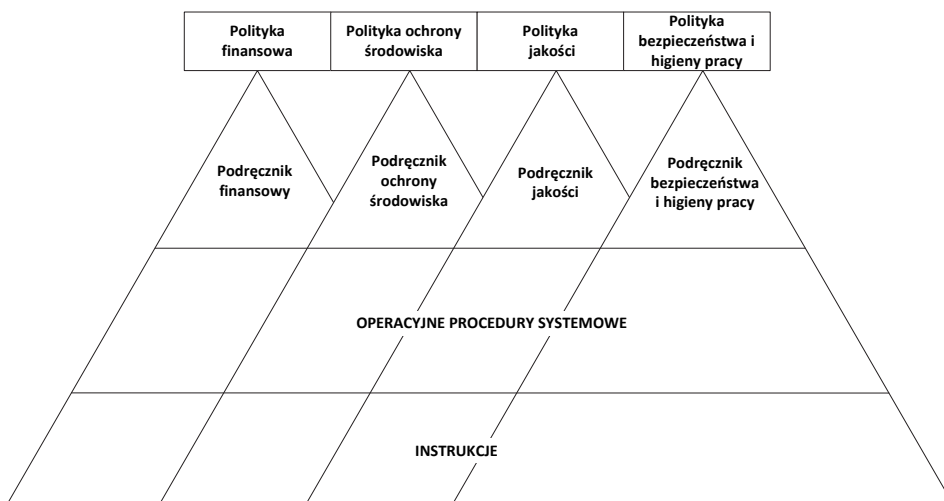 Polityka
finansowa
Polityka ochrony
środowiska
Polityka
jakości
Polityka
bezpieczeństwa i
higieny pracy
Podręcznik
finansowy
Podręcznik
ochrony
środowiska
Podręcznik
jakości
Podręcznik
bezpieczeństwa
i higieny pracy
OPERACYJNE PROCEDURY SYSTEMOWE
INSTRUKCJE